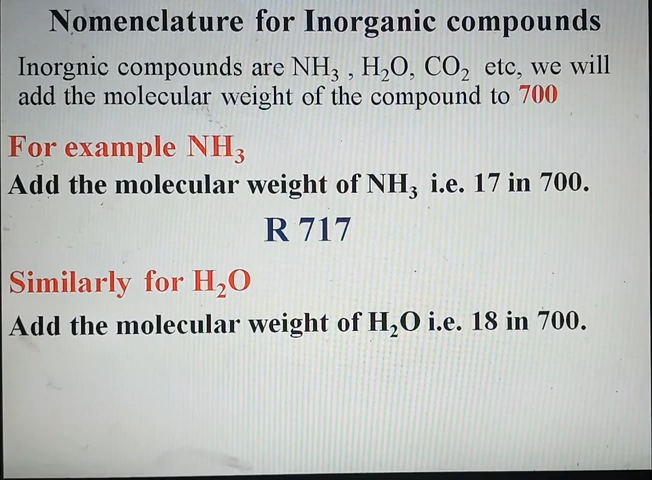 Nomenclature for Inorganic compounds
Inorgnic compounds are NH₃ , H₂O, CO₂ etc, we will
add the molecular weight of the compound to 700
For example NH₃
Add the molecular weight of NH₃ i.e. 17 in 700.
R 717
Similarly for H₂O
Add the molecular weight of H₂O i.e. 18 in 700.